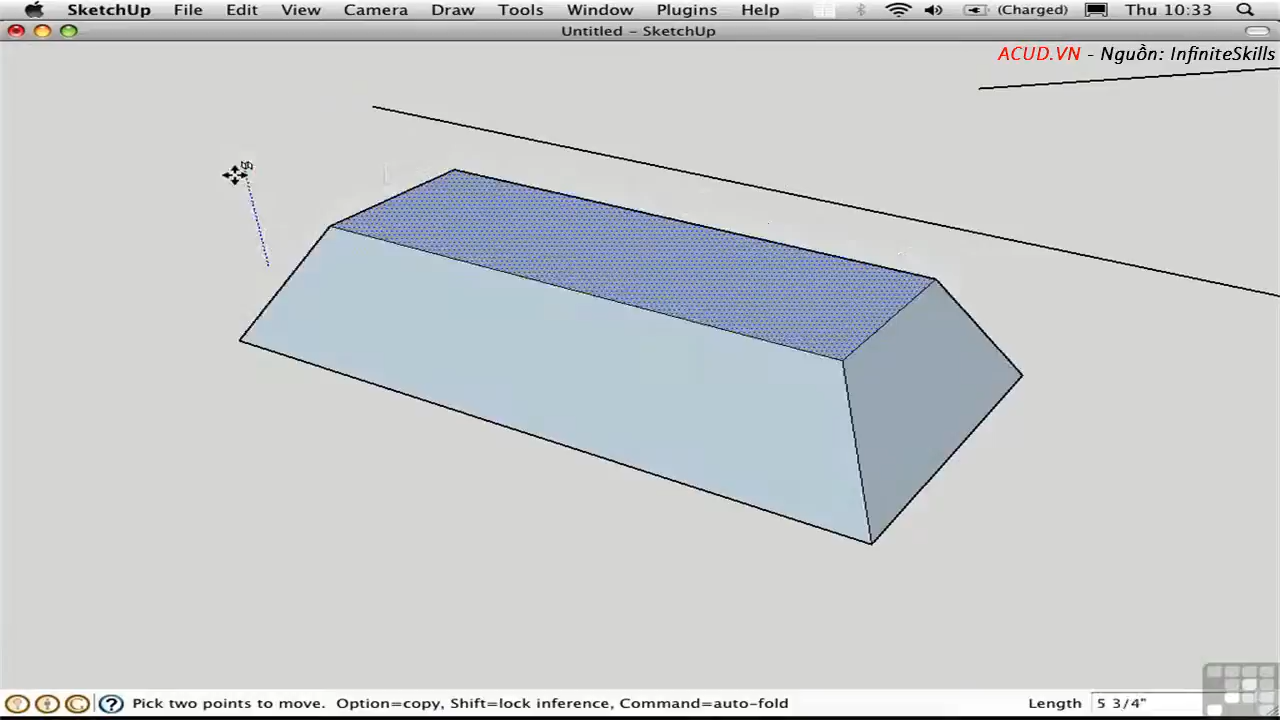 SketchUp File Edit View Camera Draw Tools Window Plugins Help (Charged) Thu 10:33
Untitled - SketchUp
ACUD.VN - Nguồn: InfiniteSkills
? Pick two points to move. Option=copy, Shift=lock inference, Command=auto-fold Length 5 3/4"